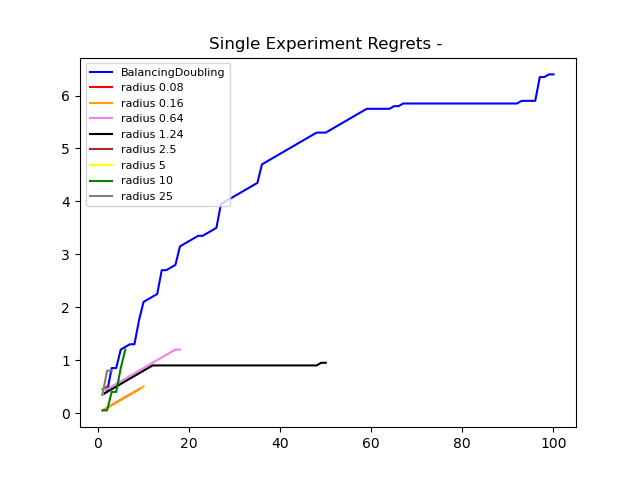 Single Experiment Regrets -
BalancingDoubling
radius 0.08
radius 0.16
radius 0.64
radius 1.24
radius 2.5
radius 5
radius 10
radius 25
6
5
4
3
2
1
0
0 20 40 60 80 100